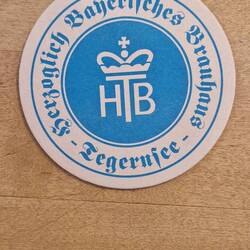 Herzoglich Bayerisches Brauhaus
- Tegernsee -
HTB